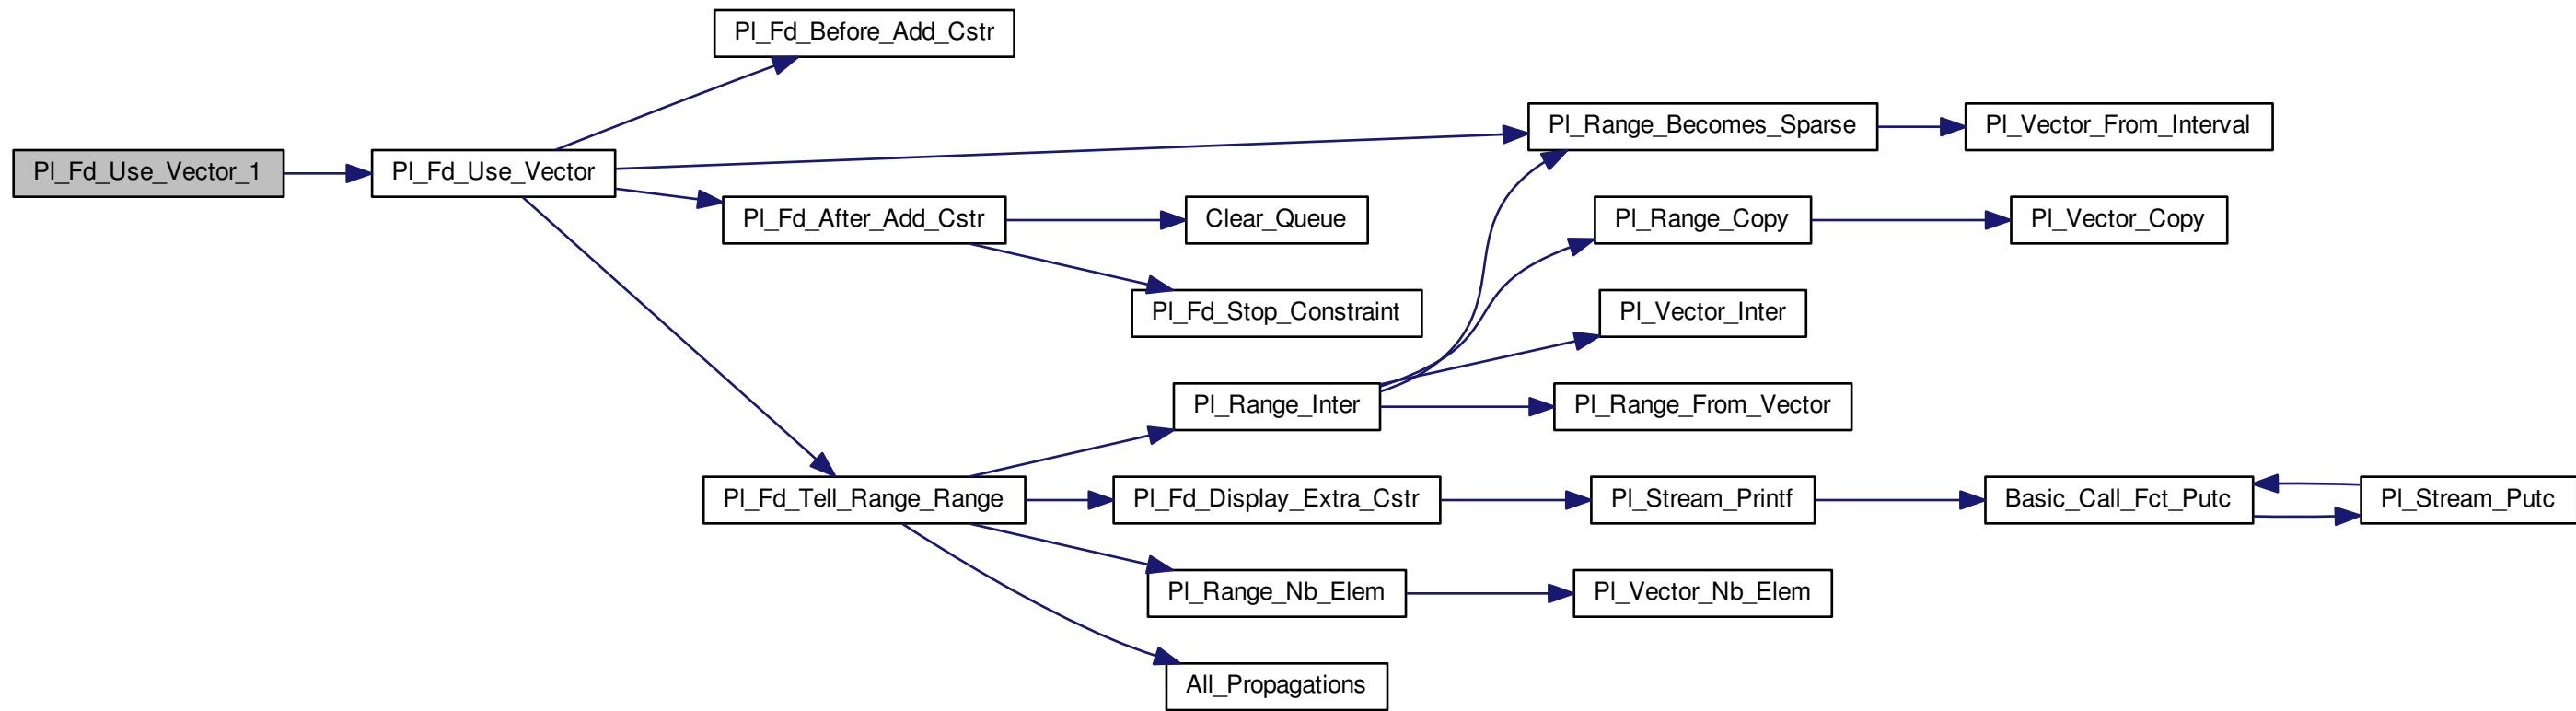 Pl_Fd_Before_Add_Cstr
Pl_Range_Becomes_Sparse
Pl_Vector_From_Interval
Pl_Fd_Use_Vector_1
Pl_Fd_Use_Vector
Pl_Fd_After_Add_Cstr
Clear_Queue
Pl_Range_Copy
Pl_Vector_Copy
Pl_Fd_Stop_Constraint
Pl_Vector_Inter
Pl_Range_Inter
Pl_Range_From_Vector
Pl_Fd_Tell_Range_Range
Pl_Fd_Display_Extra_Cstr
Pl_Stream_Printf
Basic_Call_Fct_Putc
Pl_Stream_Putc
Pl_Range_Nb_Elem
Pl_Vector_Nb_Elem
All_Propagations